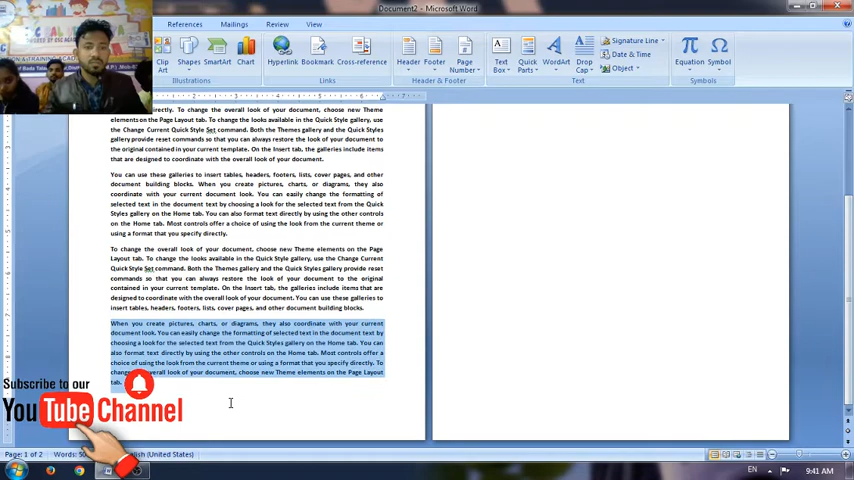 Document2 - Microsoft Word
References Mailings Review View
Clip Art
Shapes
SmartArt
Chart
Hyperlink
Bookmark
Cross-reference
Header
Footer
Page Number
Text Box
Quick Parts
WordArt
Drop Cap
Signature Line
Date & Time
Object
Equation
Symbol
Illustrations
Links
Header & Footer
Text
Symbols
directly. To change the overall look of your document, choose new Theme
elements on the Page Layout tab. To change the looks available in the Quick Style gallery, use
the Change Current Quick Style Set command. Both the Themes gallery and the Quick Styles
gallery provide reset commands so that you can always restore the look of your document to
the original contained in your current template. On the Insert tab, the galleries include items
that are designed to coordinate with the overall look of your document.
You can use these galleries to insert tables, headers, footers, lists, cover pages, and other
document building blocks. When you create pictures, charts, or diagrams, they also
coordinate with your current document look. You can easily change the formatting of
selected text in the document text by choosing a look for the selected text from the Quick
Styles gallery on the Home tab. You can also format text directly by using the other controls
on the Home tab. Most controls offer a choice of using the look from the current theme or
using a format that you specify directly.
To change the overall look of your document, choose new Theme elements on the Page
Layout tab. To change the looks available in the Quick Style gallery, use the Change Current
Quick Style Set command. Both the Themes gallery and the Quick Styles gallery provide reset
commands so that you can always restore the look of your document to the original
contained in your current template. On the Insert tab, the galleries include items that are
designed to coordinate with the overall look of your document. You can use these galleries to
insert tables, headers, footers, lists, cover pages, and other document building blocks.
When you create pictures, charts, or diagrams, they also coordinate with your current
document look. You can easily change the formatting of selected text in the document text by
choosing a look for the selected text from the Quick Styles gallery on the Home tab. You can
also format text directly by using the other controls on the Home tab. Most controls offer a
choice of using the look from the current theme or using a format that you specify directly. To
overall look of your document, choose new Theme elements on the Page Layout
tab.
Subscribe to our
You Tube Channel
Page: 1 of 2 Words: (United States)
EN 9:41 AM